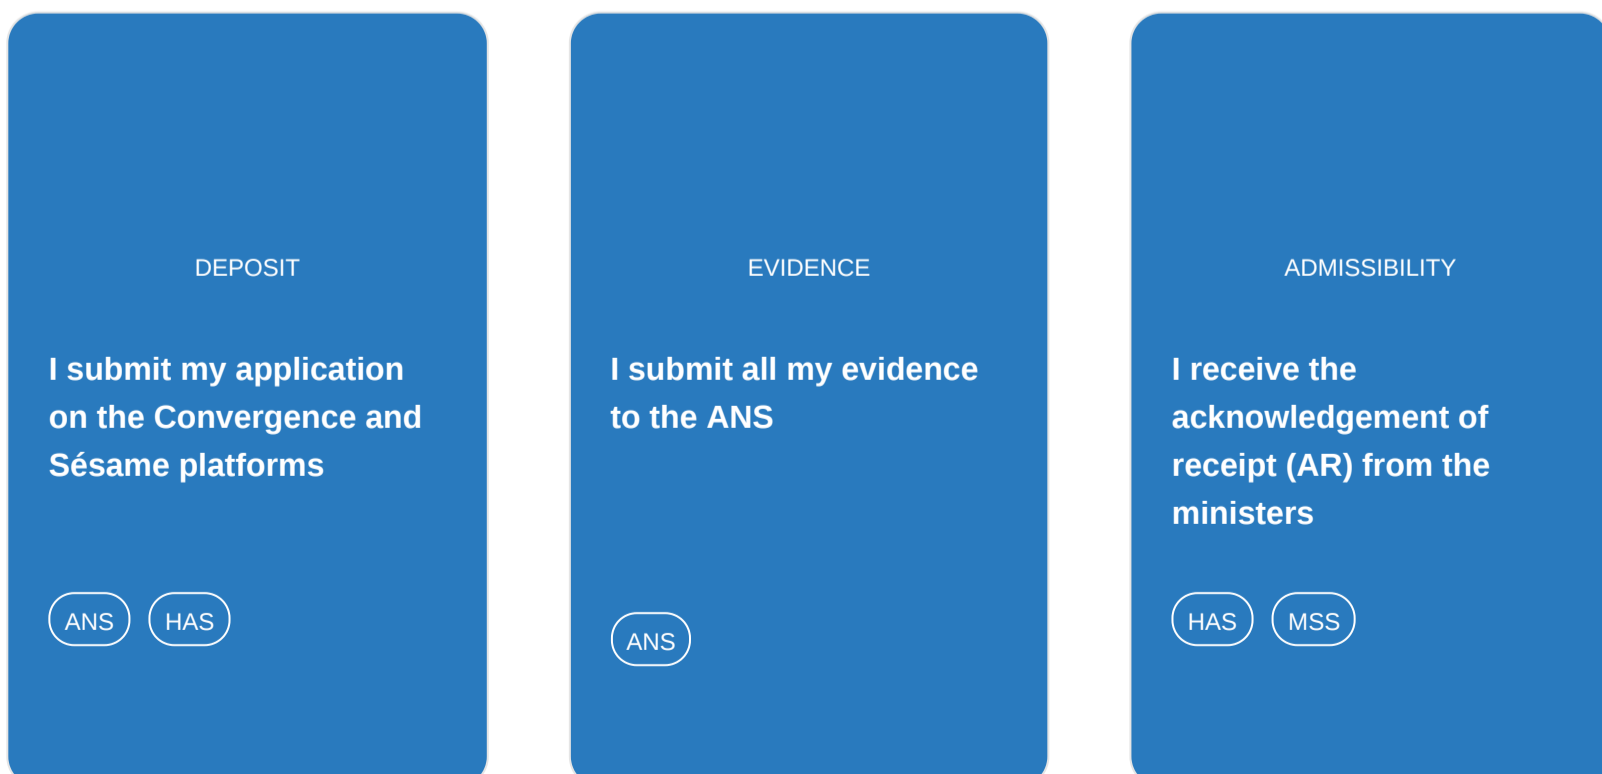 DEPOSIT
I submit my application
on the Convergence and
Sésame platforms
ANS HAS
EVIDENCE
I submit all my evidence
to the ANS
ANS
ADMISSIBILITY
I receive the
acknowledgement of
receipt (AR) from the
ministers
HAS MSS